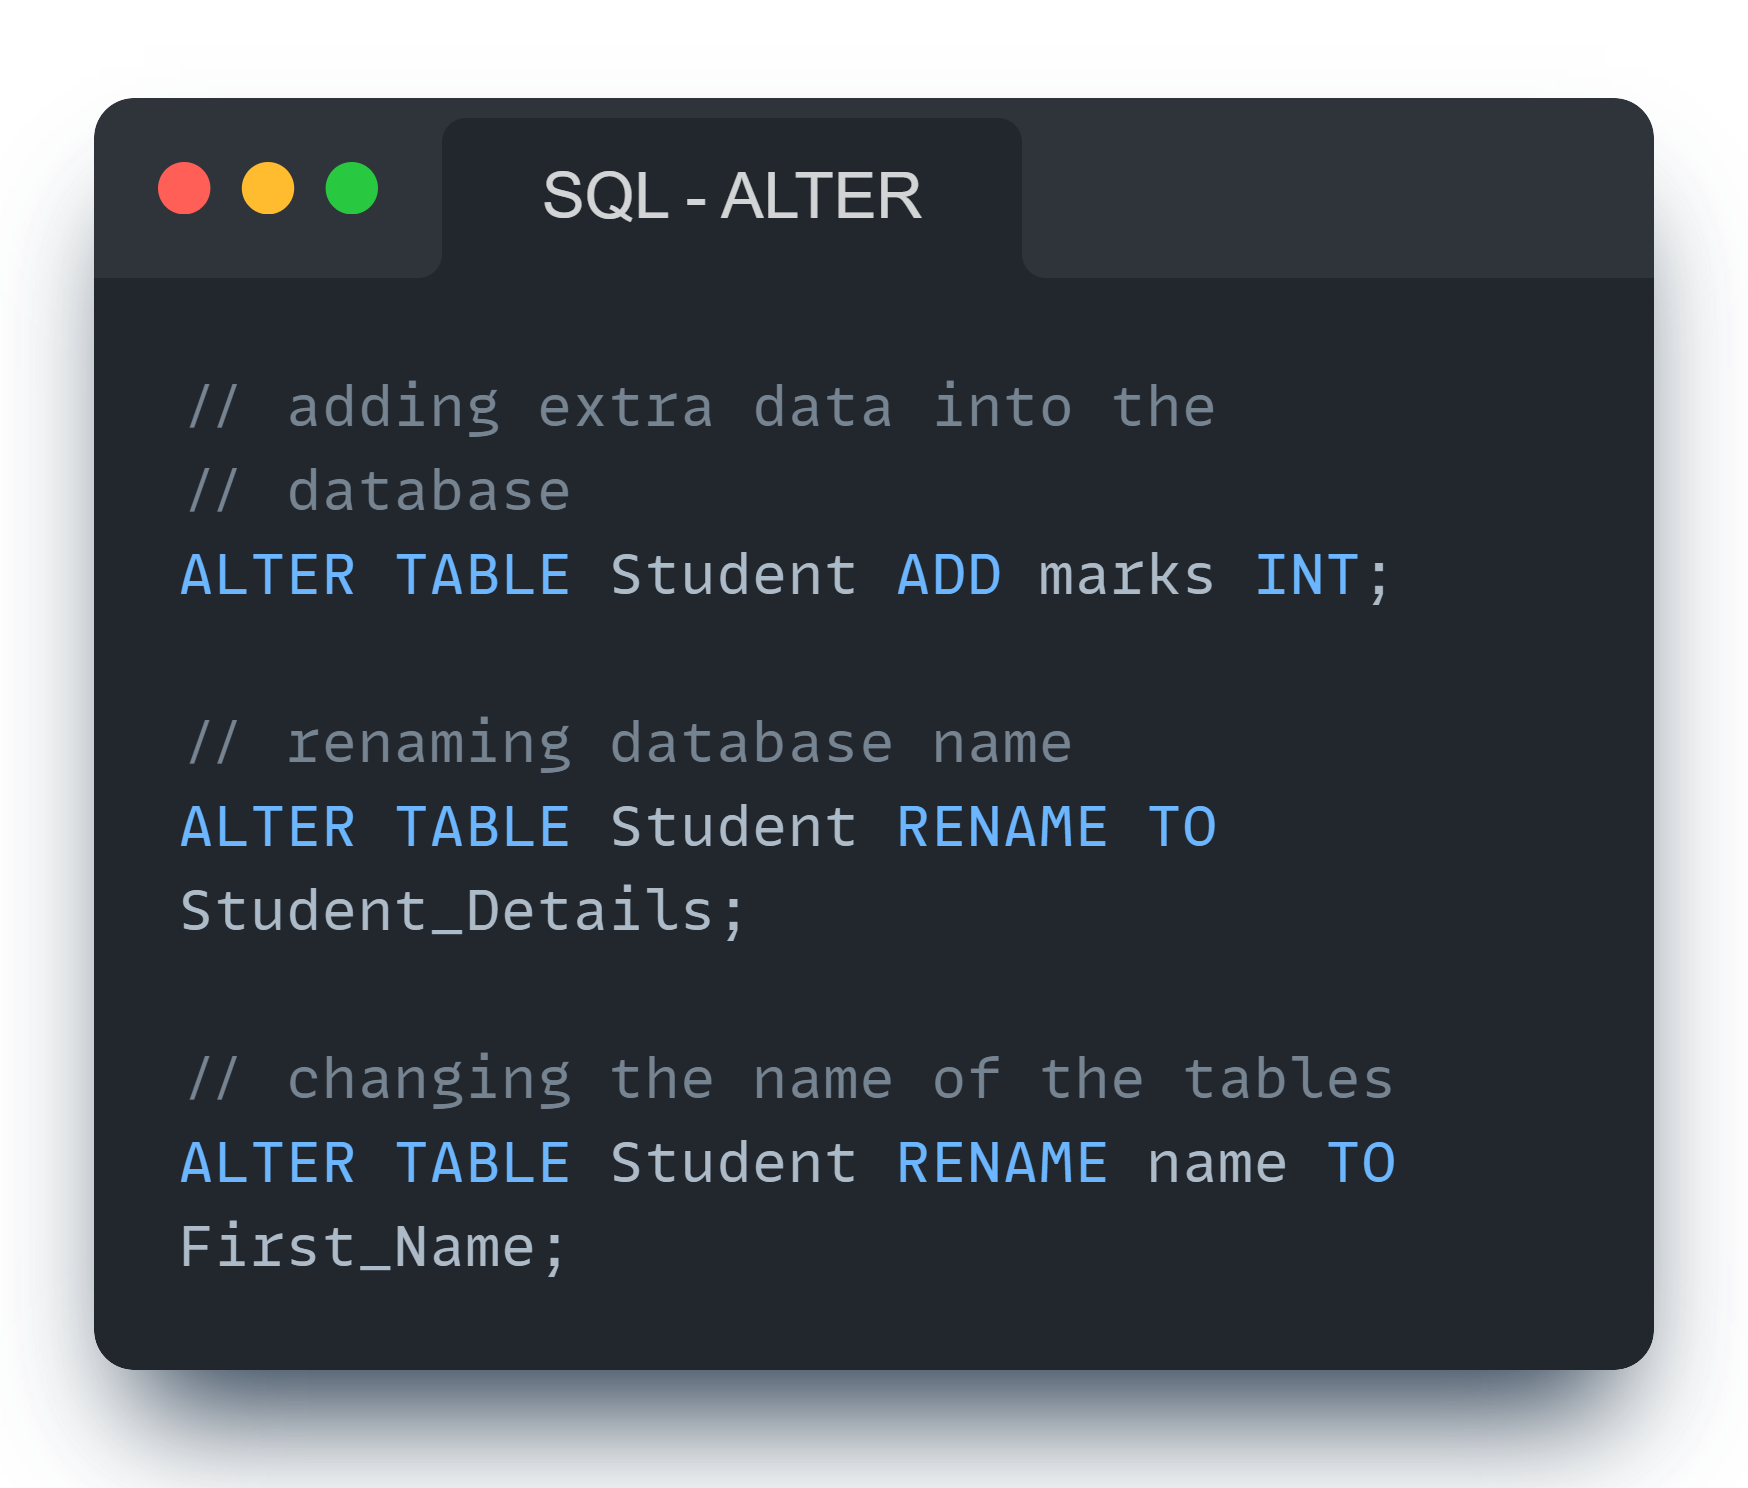 SQL - ALTER
// adding extra data into the
// database
ALTER TABLE Student ADD marks INT;
// renaming database name
ALTER TABLE Student RENAME TO
Student_Details;
// changing the name of the tables
ALTER TABLE Student RENAME name TO
First_Name;